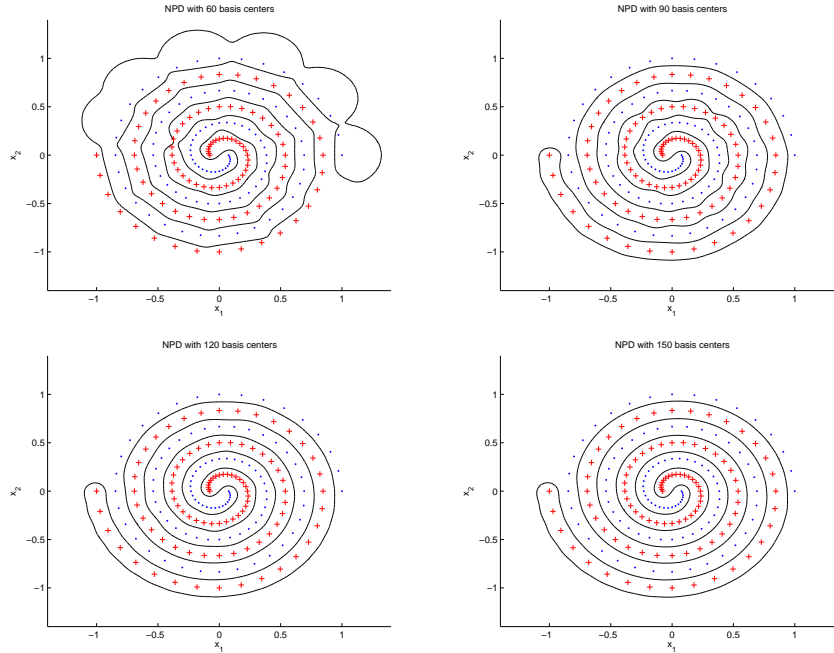 NPD with 60 basis centers
1
0.5
0
−0.5
−1
x2
−1 −0.5 0 0.5 1
x1
NPD with 90 basis centers
1
0.5
0
−0.5
−1
x2
−1 −0.5 0 0.5 1
x1
NPD with 120 basis centers
1
0.5
0
−0.5
−1
x2
−1 −0.5 0 0.5 1
x1
NPD with 150 basis centers
1
0.5
0
−0.5
−1
x2
−1 −0.5 0 0.5 1
x1